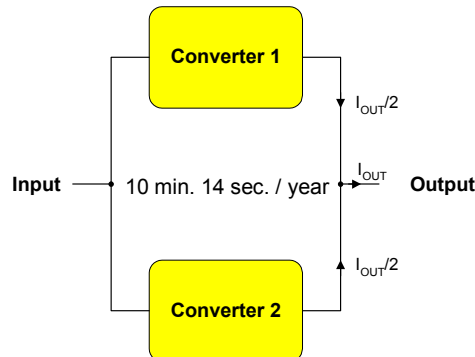 Converter 1
I_OUT/2
Input
10 min. 14 sec. / year
I_OUT
Output
I_OUT/2
Converter 2